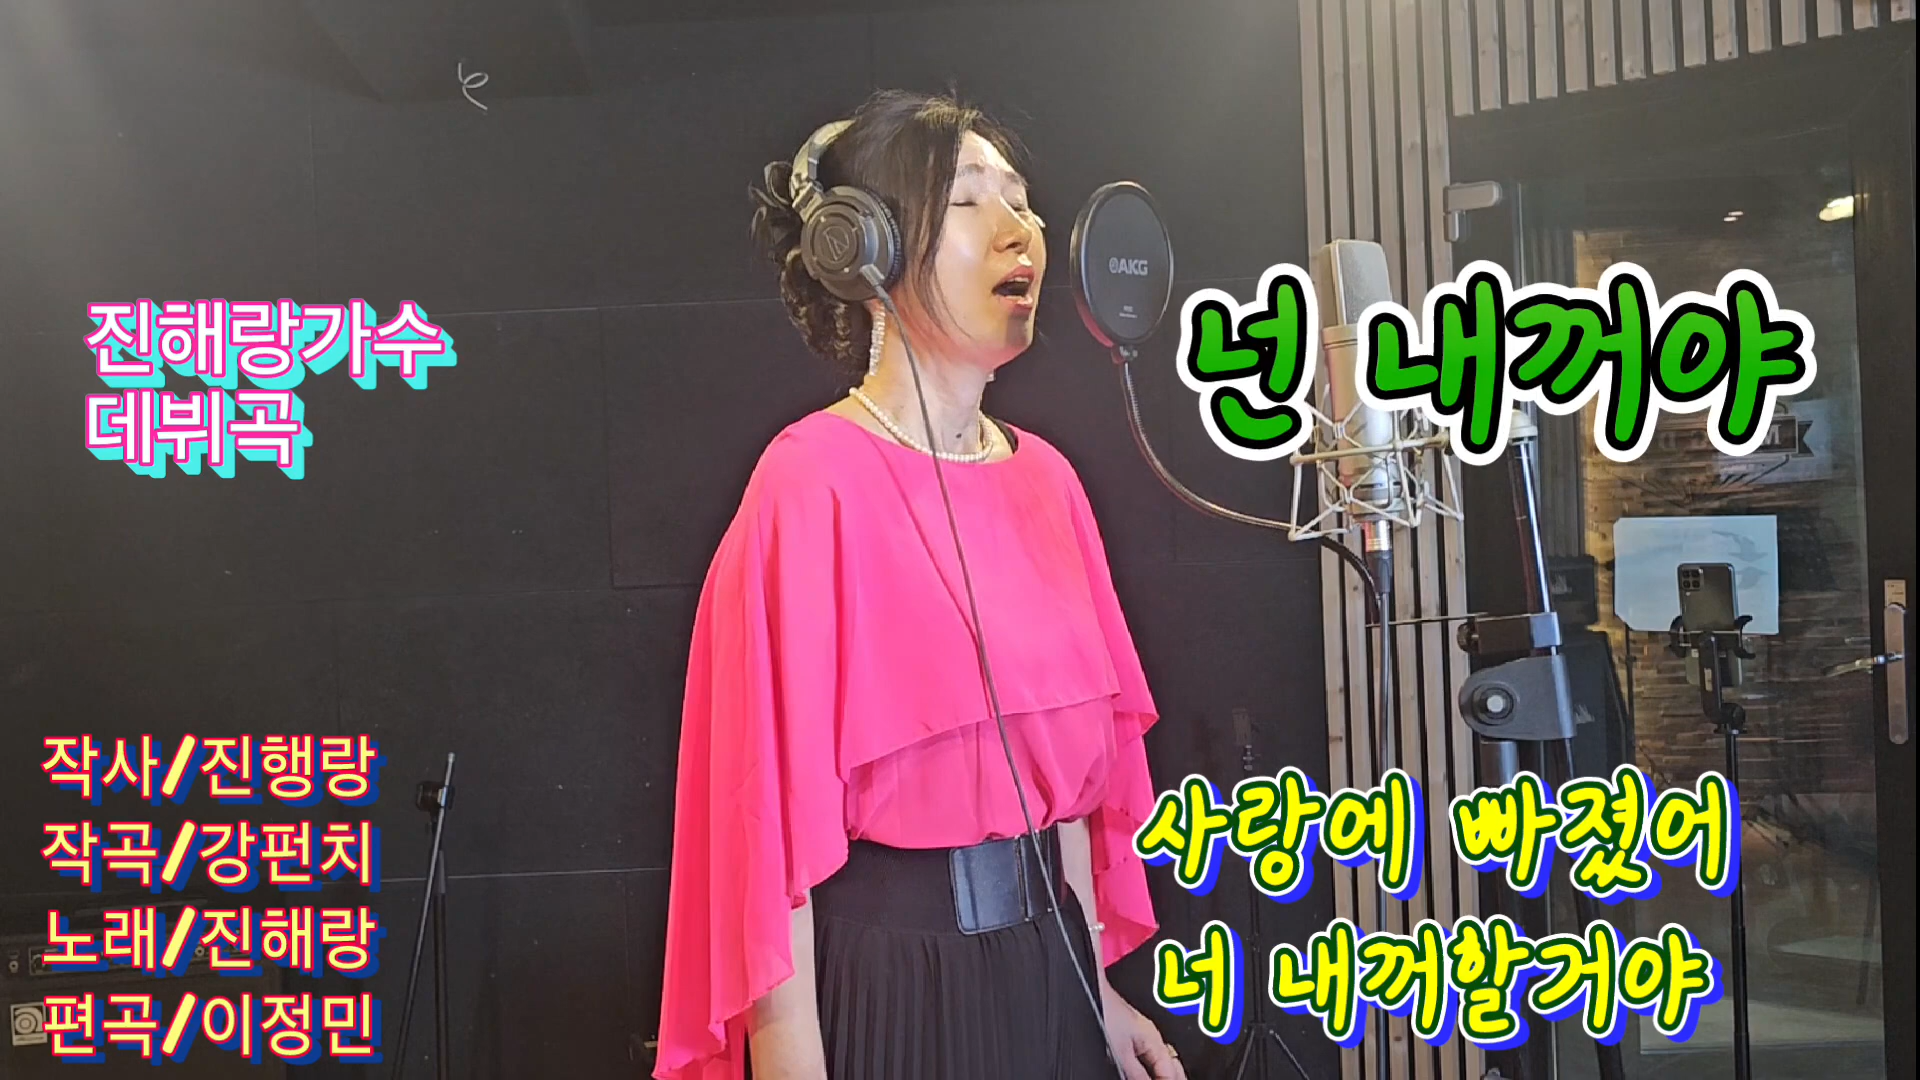 진해랑가수
데뷔곡
AKG
넌 내꺼야
작사/진행랑
작곡/강펀치
노래/진해랑
편곡/이정민
사랑에 빠졌어
너 내꺼할거야